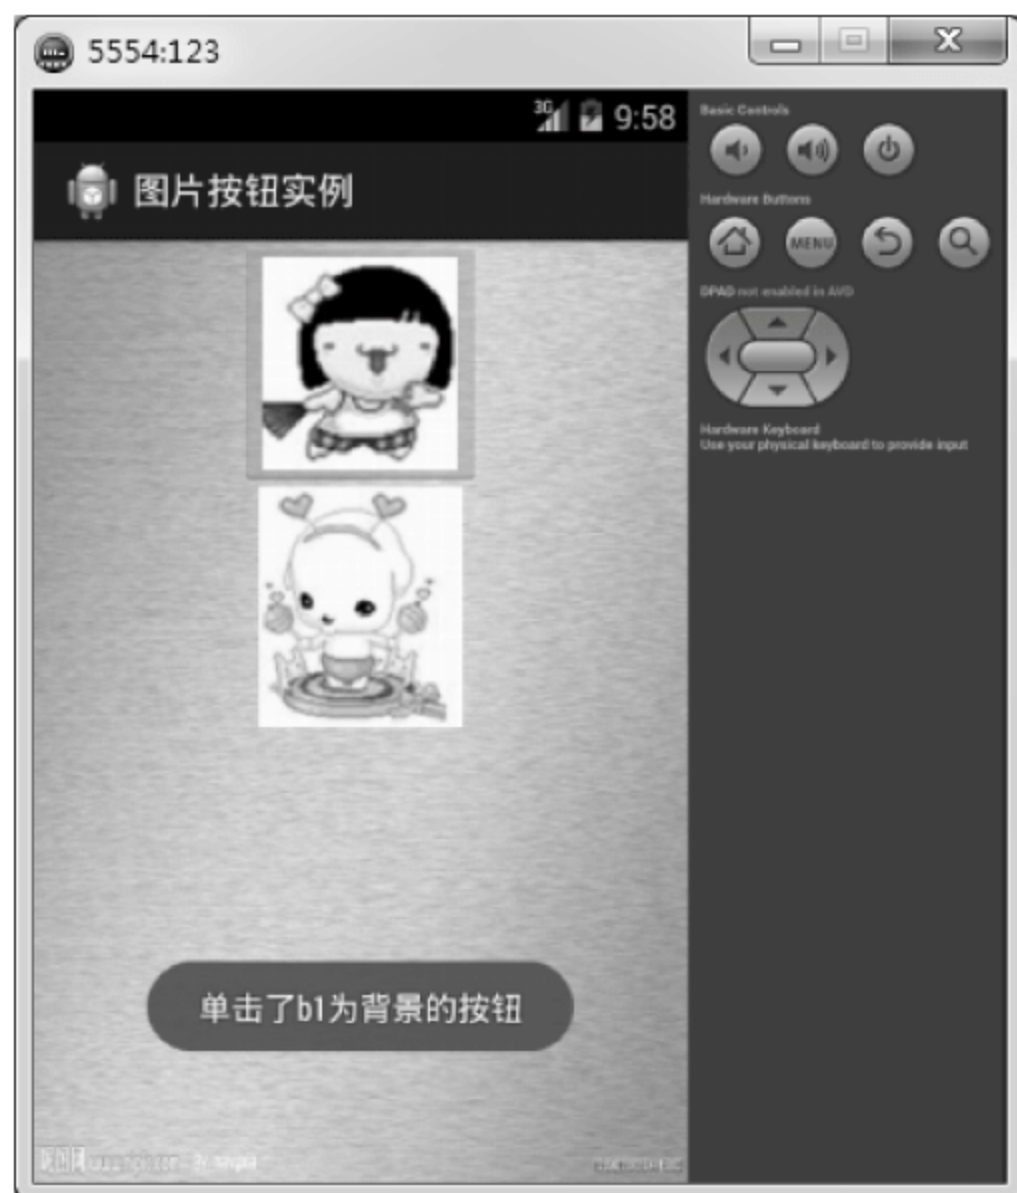 5554:123
3G 9:58
图片按钮实例
Basic Controls
Hardware Buttons
MENU
DPAD not enabled in AVD
Hardware Keyboard
Use your physical keyboard to provide input
单击了b1为背景的按钮